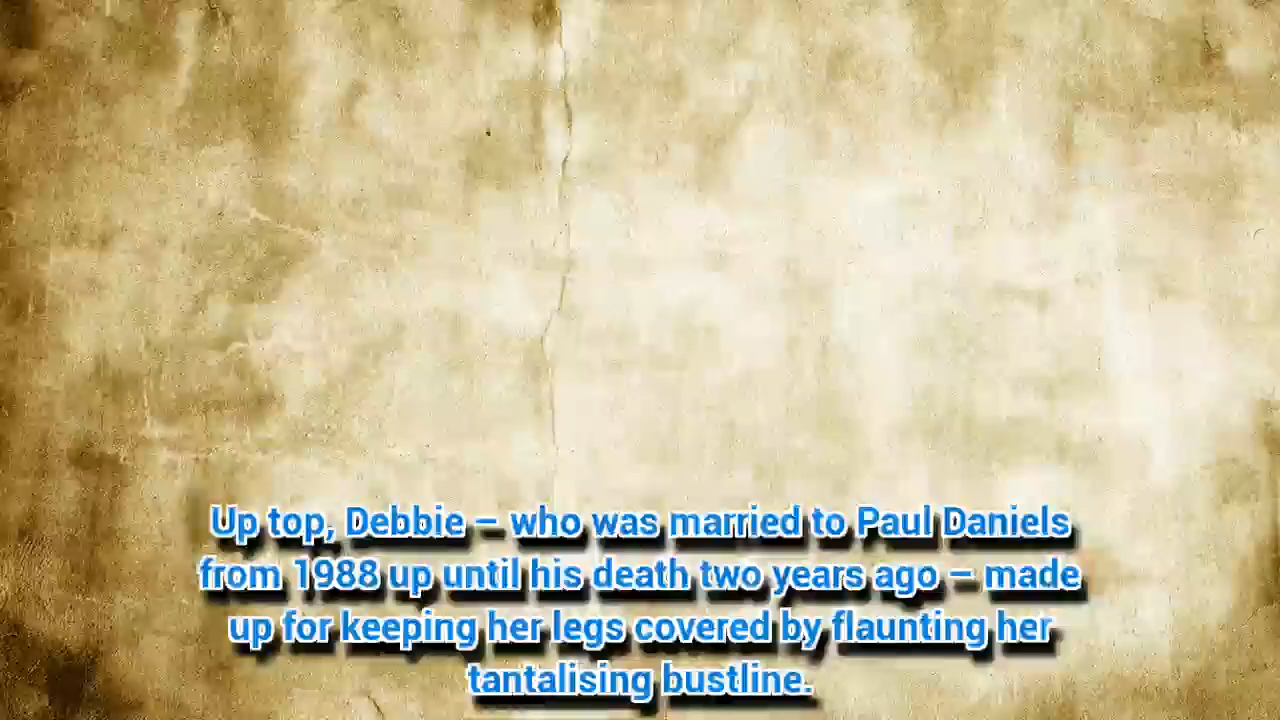 Up top, Debbie – who was married to Paul Daniels
from 1988 up until his death two years ago – made
up for keeping her legs covered by flaunting her
tantalising bustline.